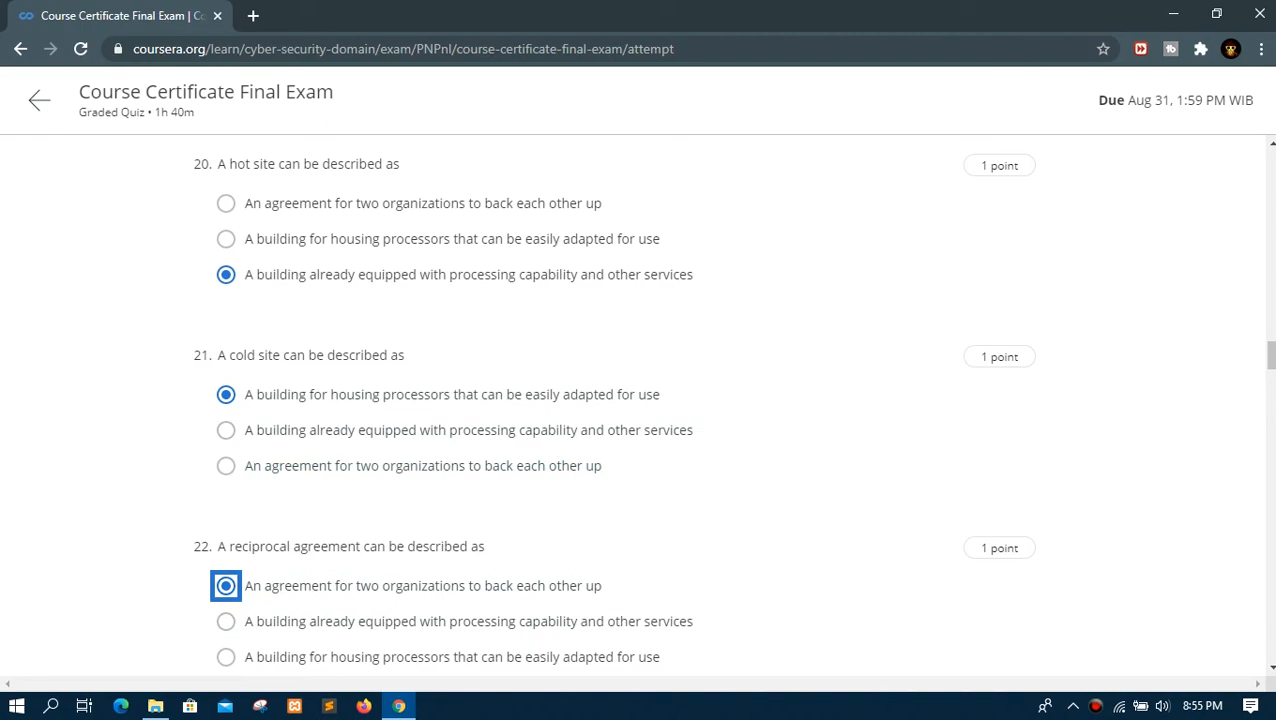 Course Certificate Final Exam | Co
coursera.org/learn/cyber-security-domain/exam/PNPnl/course-certificate-final-exam/attempt
Course Certificate Final Exam
Graded Quiz • 1h 40m
Due Aug 31, 1:59 PM WIB
20. A hot site can be described as
1 point
An agreement for two organizations to back each other up
A building for housing processors that can be easily adapted for use
A building already equipped with processing capability and other services
21. A cold site can be described as
1 point
A building for housing processors that can be easily adapted for use
A building already equipped with processing capability and other services
An agreement for two organizations to back each other up
22. A reciprocal agreement can be described as
1 point
An agreement for two organizations to back each other up
A building already equipped with processing capability and other services
A building for housing processors that can be easily adapted for use
8:55 PM